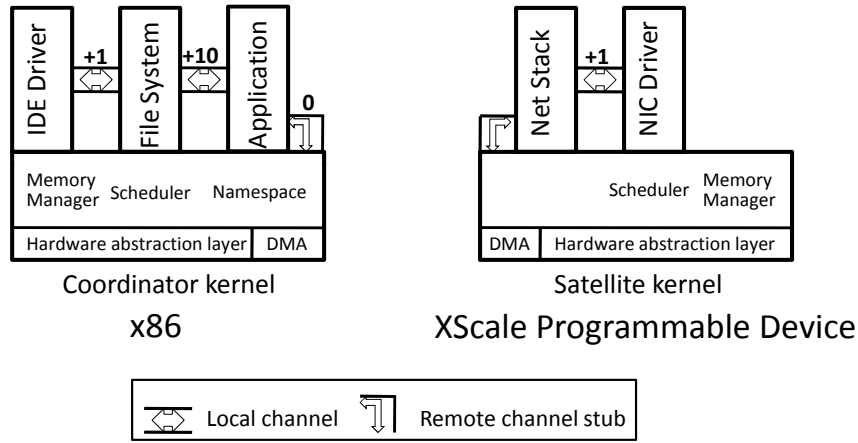 IDE Driver
+1
File System
+10
Application
0
Net Stack
+1
NIC Driver
Memory
Manager
Scheduler
Namespace
Hardware abstraction layer
DMA
Scheduler
Memory
Manager
DMA
Hardware abstraction layer
Coordinator kernel
x86
Satellite kernel
XScale Programmable Device
Local channel
Remote channel stub